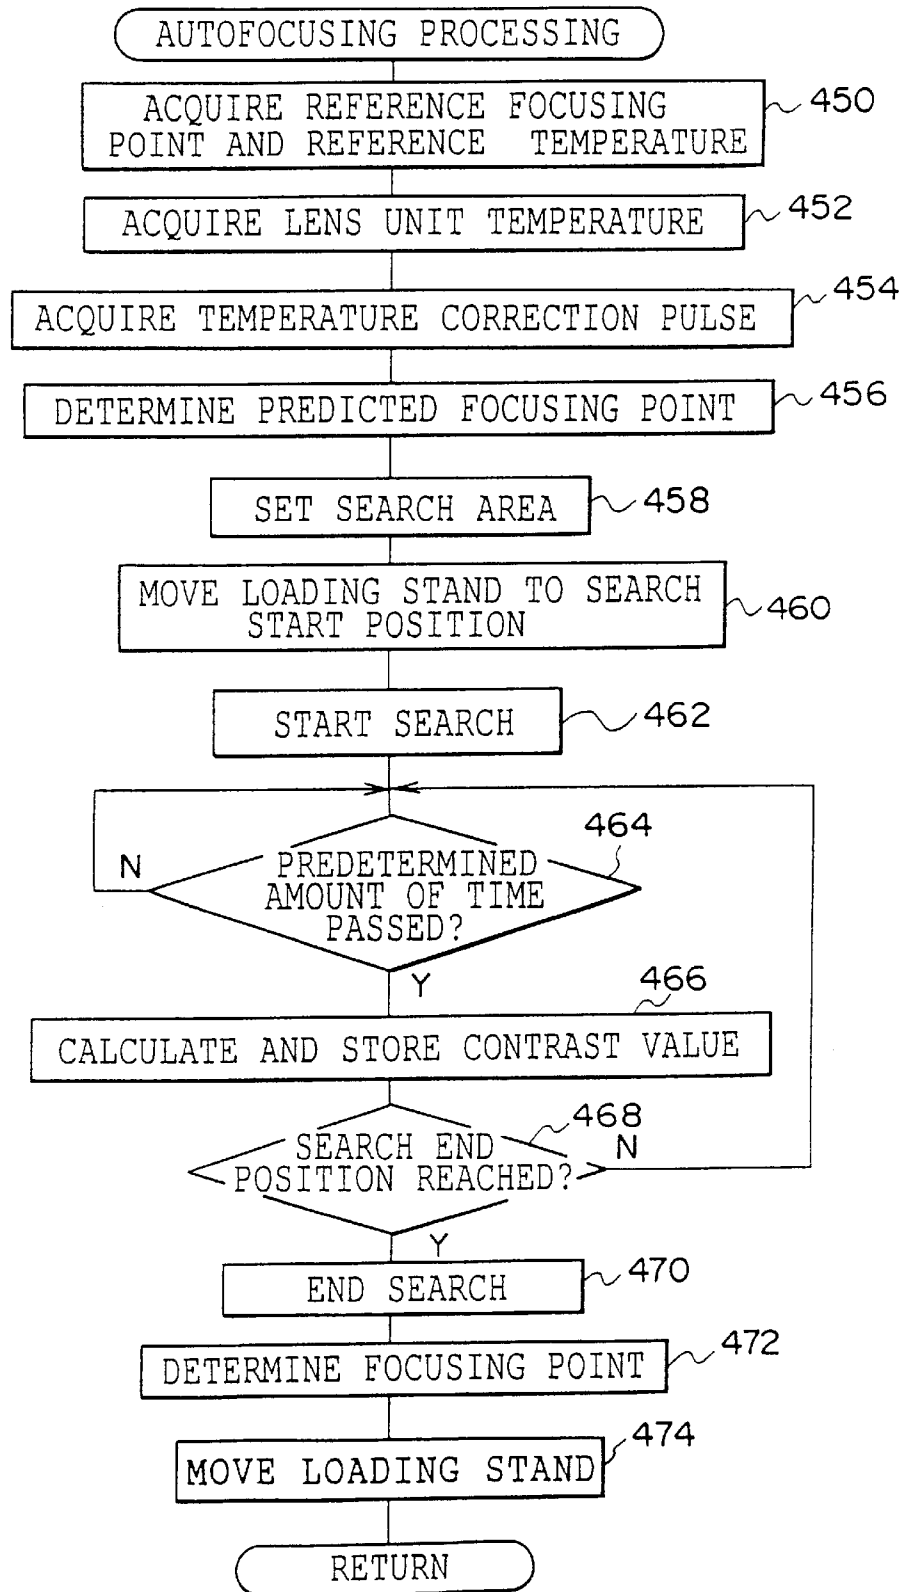 AUTOFOCUSING PROCESSING
ACQUIRE REFERENCE FOCUSING
POINT AND REFERENCE TEMPERATURE
450
ACQUIRE LENS UNIT TEMPERATURE
452
ACQUIRE TEMPERATURE CORRECTION PULSE
454
DETERMINE PREDICTED FOCUSING POINT
456
SET SEARCH AREA
458
MOVE LOADING STAND TO SEARCH
START POSITION
460
START SEARCH
462
464
N
PREDETERMINED
AMOUNT OF TIME
PASSED?
Y
466
CALCULATE AND STORE CONTRAST VALUE
468
SEARCH END
POSITION REACHED?
N
Y
END SEARCH
470
DETERMINE FOCUSING POINT
472
MOVE LOADING STAND
474
RETURN